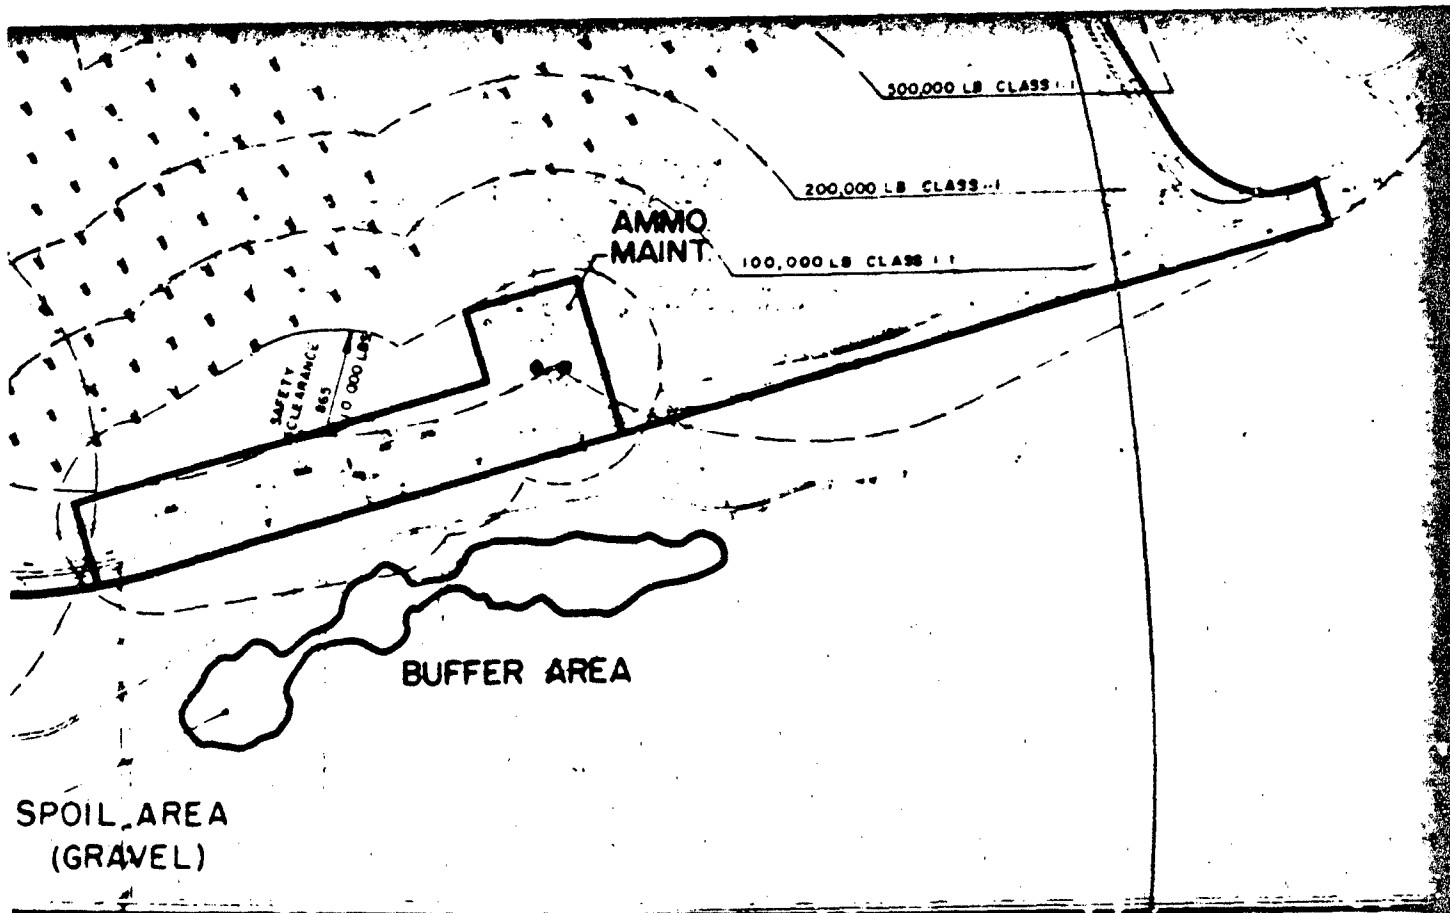 500,000 LB CLASS 1.1
200,000 LB CLASS 1.1
AMMO
MAINT
100,000 LB CLASS 1.1
SAFETY
CLEARANCE
865
10 000 LBS
BUFFER AREA
SPOIL AREA
(GRAVEL)